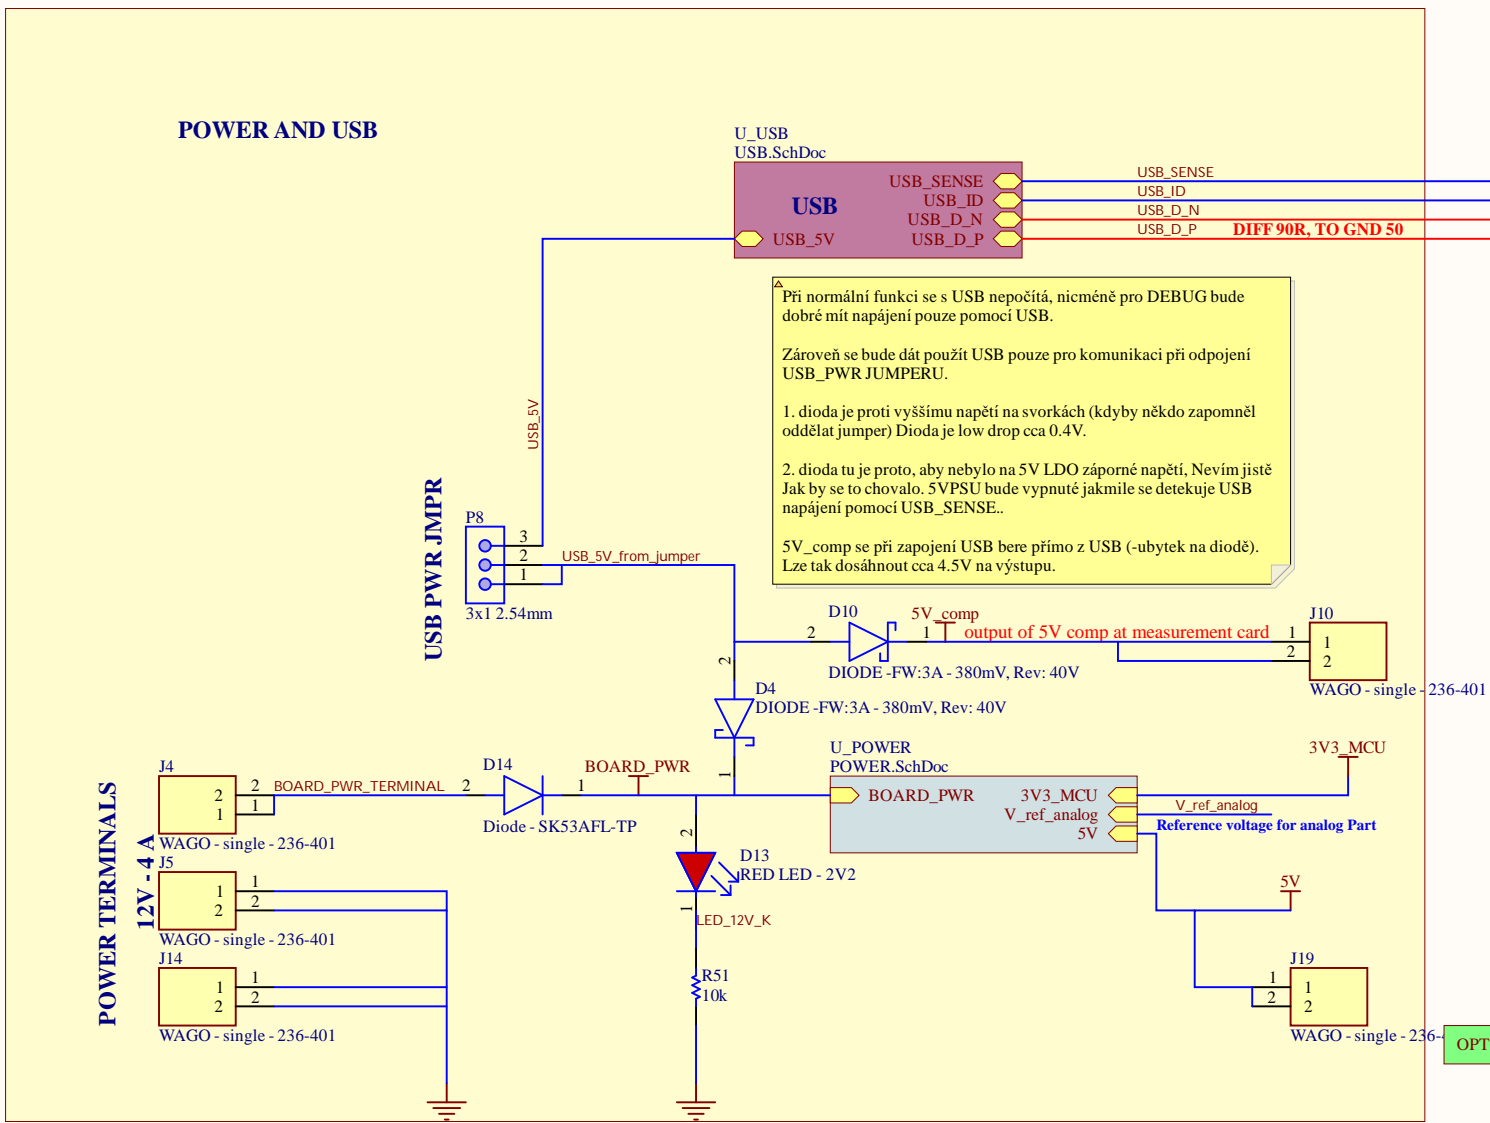 POWER AND USB
U_USB
USB.SchDoc
USB
USB_SENSE
USB_ID
USB_D_N
USB_D_P
USB_5V
USB_SENSE
USB_ID
USB_D_N
USB_D_P
DIFF 90R, TO GND 50
Při normální funkci se s USB nepočítá, nicméně pro DEBUG bude
dobré mít napájení pouze pomocí USB.
Zároveň se bude dát použít USB pouze pro komunikaci při odpojení
USB_PWR JUMPERU.
1. dioda je proti vyššímu napětí na svorkách (kdyby někdo zapomněl
oddělat jumper) Dioda je low drop cca 0.4V.
2. dioda tu je proto, aby nebylo na 5V LDO záporné napětí, Nevím jistě
Jak by se to chovalo. 5VPSU bude vypnuté jakmile se detekuje USB
napájení pomocí USB_SENSE..
5V_comp se při zapojení USB bere přímo z USB (-ubytek na diodě).
Lze tak dosáhnout cca 4.5V na výstupu.
USB_5V
USB PWR JMPR
P8
3
2
1
3x1 2.54mm
USB_5V_from_jumper
D10
2
1
DIODE -FW:3A - 380mV, Rev: 40V
5V_comp
output of 5V comp at measurement card
J10
1
2
1
2
WAGO - single - 236-401
2
D4
DIODE -FW:3A - 380mV, Rev: 40V
1
POWER TERMINALS
12V - 4 A
J4
2
1
2
1
WAGO - single - 236-401
BOARD_PWR_TERMINAL
2
D14
1
Diode - SK53AFL-TP
BOARD_PWR
U_POWER
POWER.SchDoc
BOARD_PWR
3V3_MCU
V_ref_analog
5V
3V3_MCU
V_ref_analog
Reference voltage for analog Part
J5
1
2
1
2
WAGO - single - 236-401
2
D13
RED LED - 2V2
1
LED_12V_K
R51
10k
5V
J14
1
2
1
2
WAGO - single - 236-401
J19
1
2
1
2
WAGO - single - 236-
OPT